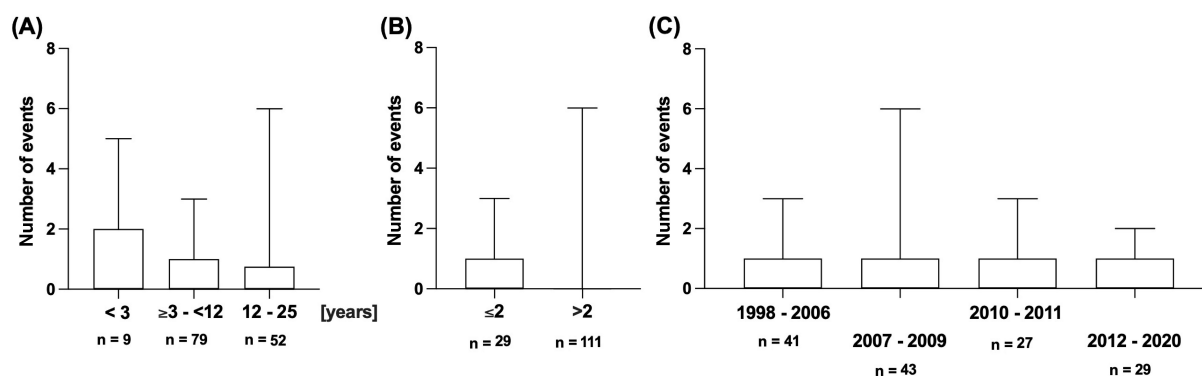 (A)
Number of events
8
6
4
2
0
< 3
≥3 - <12
12 - 25
[years]
n = 9
n = 79
n = 52
(B)
Number of events
8
6
4
2
0
≤2
>2
n = 29
n = 111
(C)
Number of events
8
6
4
2
0
1998 - 2006
2010 - 2011
n = 41
n = 27
2007 - 2009
2012 - 2020
n = 43
n = 29